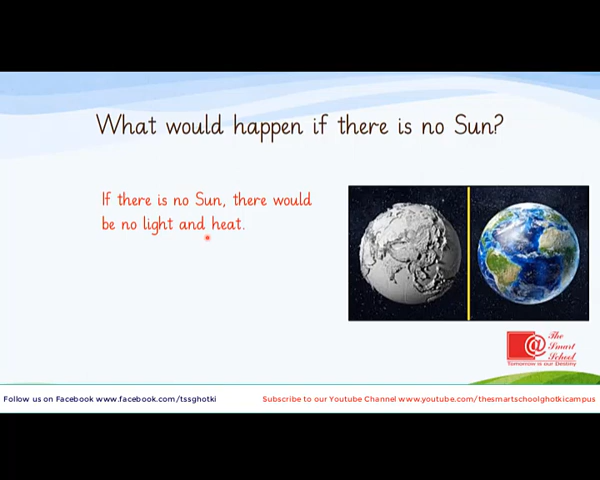 What would happen if there is no Sun?
If there is no Sun, there would
be no light and heat.
@ The
Smart
School
Tomorrow is our Destiny
Follow us on Facebook www.facebook.com/tssghotki
Subscribe to our Youtube Channel www.youtube.com/thesmartschoolghotkicampus